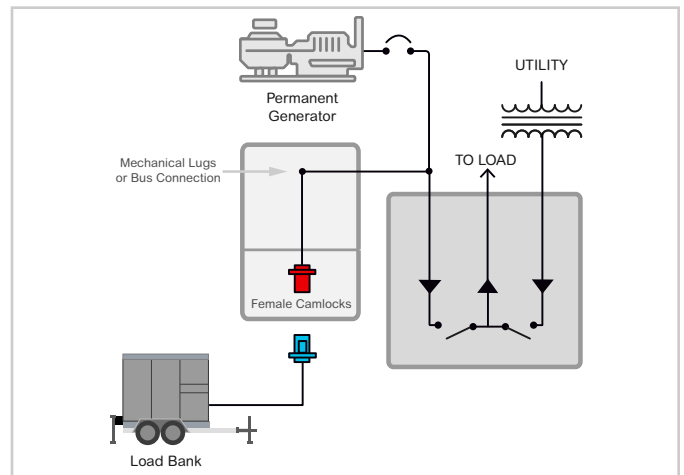 Permanent
Generator
UTILITY
Mechanical Lugs
or Bus Connection
TO LOAD
Female Camlocks
Load Bank